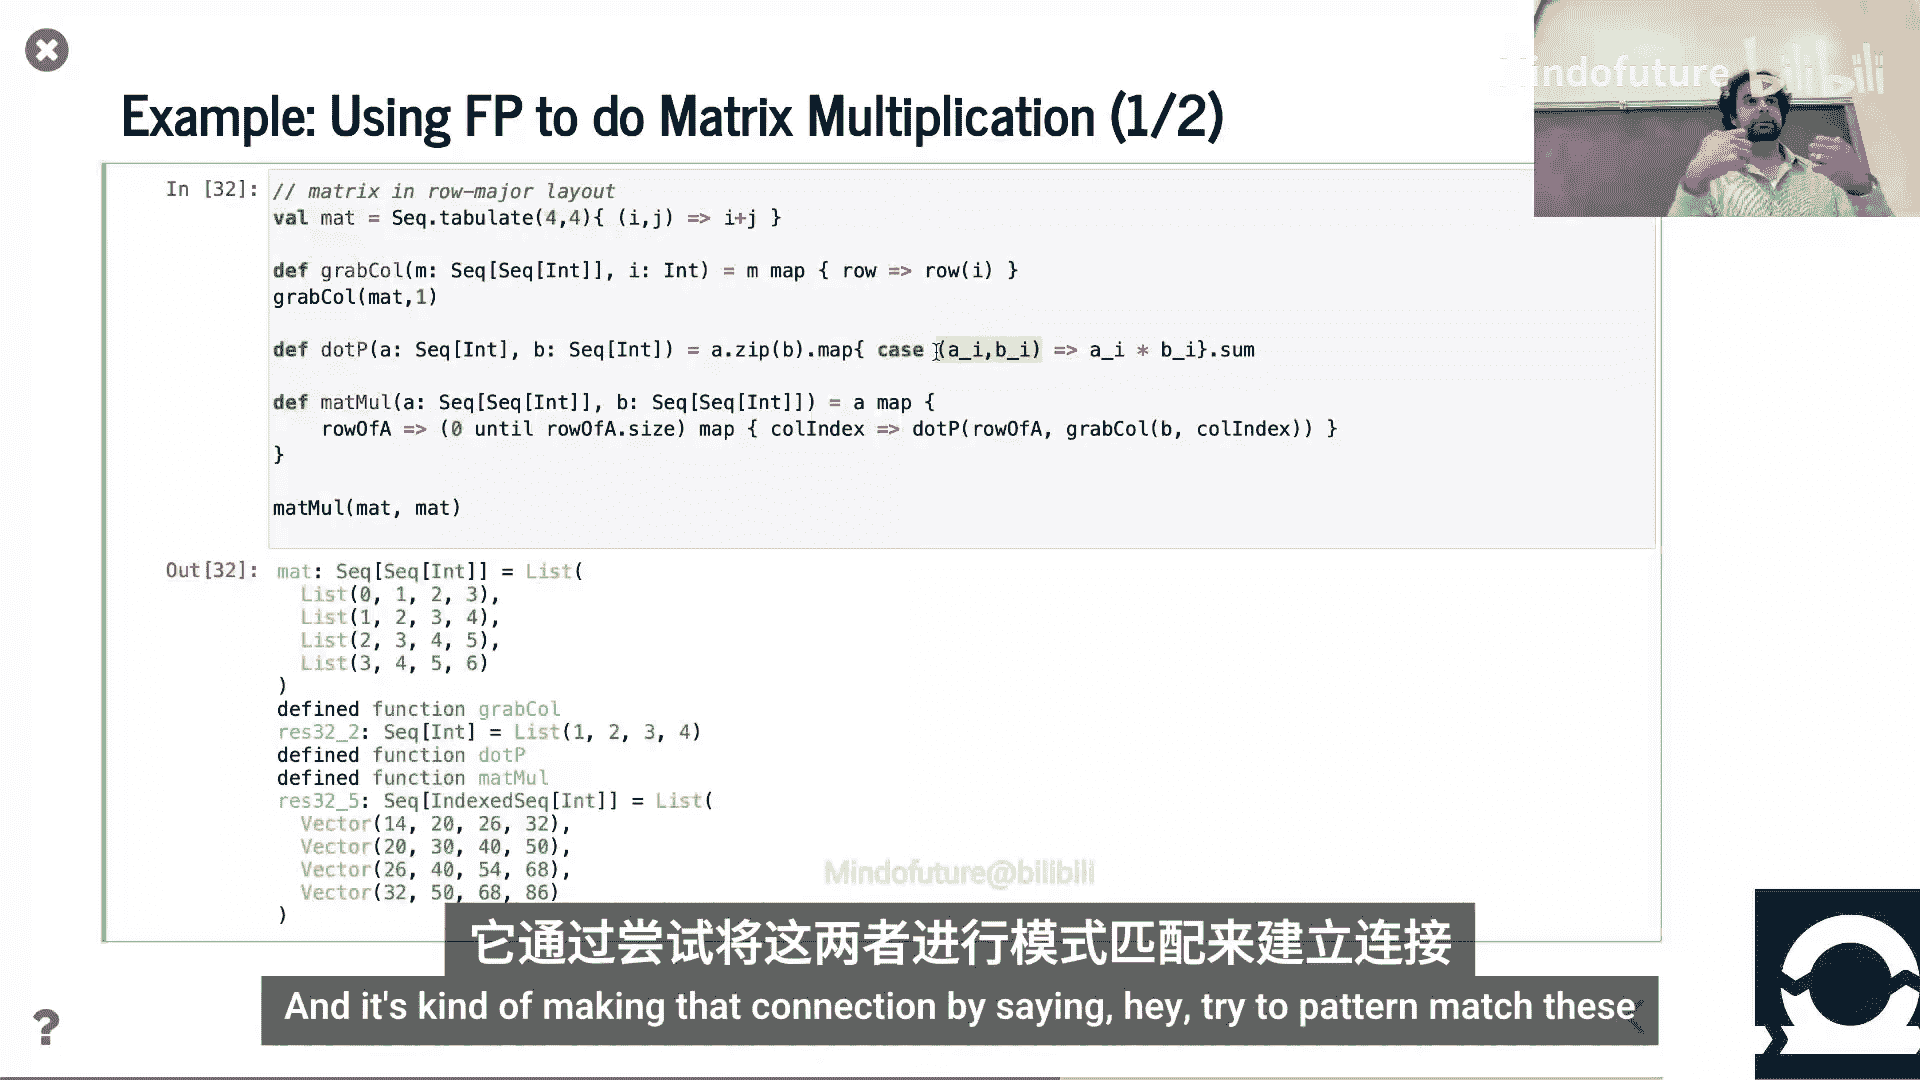 Mindofuture bilibili
Example: Using FP to do Matrix Multiplication (1/2)
In [32]:
// matrix in row-major layout
val mat = Seq.tabulate(4,4){ (i,j) => i+j }
def grabCol(m: Seq[Seq[Int]], i: Int) = m map { row => row(i) }
grabCol(mat,1)
def dotP(a: Seq[Int], b: Seq[Int]) = a.zip(b).map{ case (a_i,b_i) => a_i * b_i}.sum
def matMul(a: Seq[Seq[Int]], b: Seq[Seq[Int]]) = a map {
    rowOfA => (0 until rowOfA.size) map { colIndex => dotP(rowOfA, grabCol(b, colIndex)) }
}
matMul(mat, mat)
Out[32]:
mat: Seq[Seq[Int]] = List(
  List(0, 1, 2, 3),
  List(1, 2, 3, 4),
  List(2, 3, 4, 5),
  List(3, 4, 5, 6)
)
defined function grabCol
res32_2: Seq[Int] = List(1, 2, 3, 4)
defined function dotP
defined function matMul
res32_5: Seq[IndexedSeq[Int]] = List(
  Vector(14, 20, 26, 32),
  Vector(20, 30, 40, 50),
  Vector(26, 40, 54, 68),
  Vector(32, 50, 68, 86)
)
Mindofuture@bilibili
它通过尝试将这两者进行模式匹配来建立连接
And it's kind of making that connection by saying, hey, try to pattern match these
?